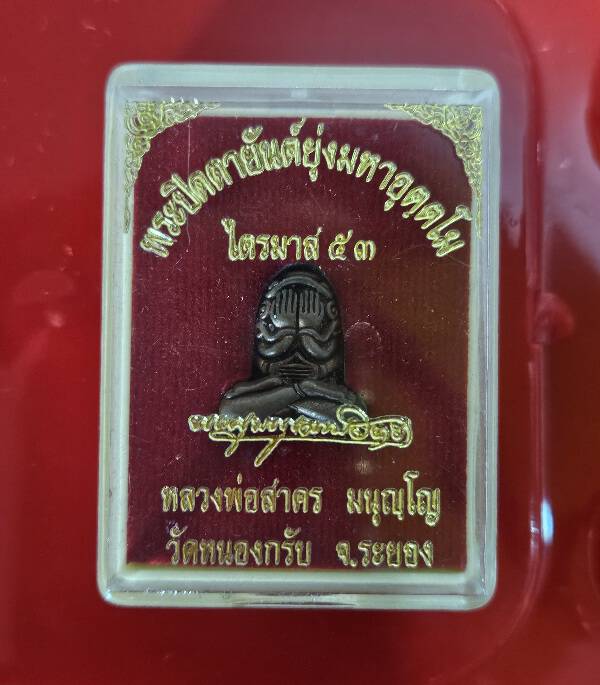 พระปิดตายันต์ยุ่งมหาอุตฺตโม
ไตรมาส ๕๓
หลวงพ่อสาคร มนุญฺโญ
วัดหนองกรับ จ.ระยอง